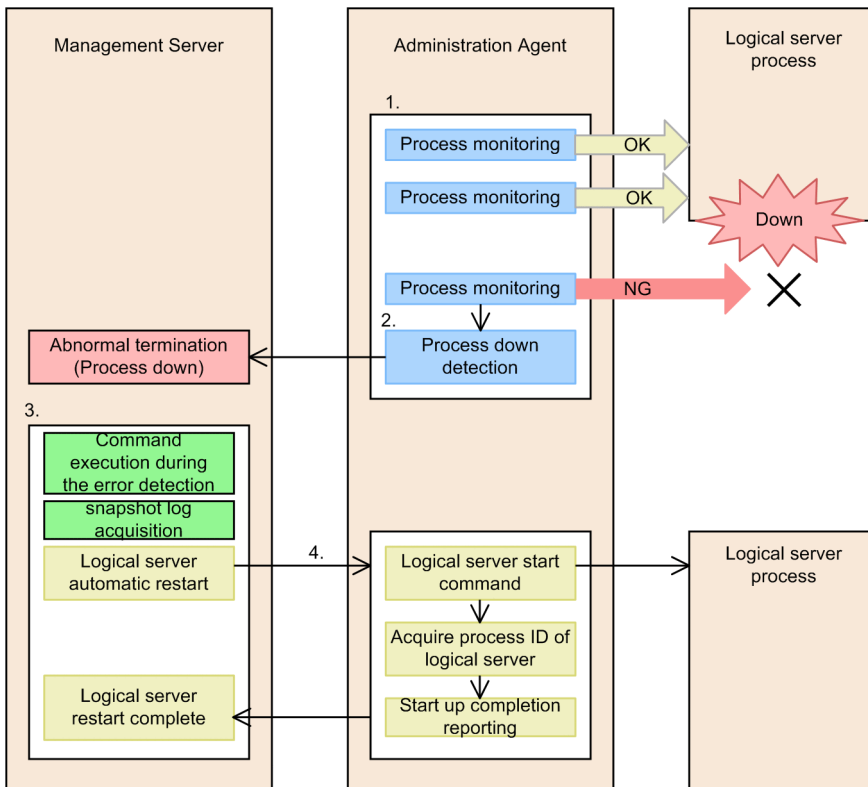 Management Server
Administration Agent
Logical server
process
1.
Process monitoring
OK
Process monitoring
OK
Down
Process monitoring
NG
2.
Process down
detection
Abnormal termination
(Process down)
3.
Command
execution during
the error detection
snapshot log
acquisition
Logical server
automatic restart
4.
Logical server start
command
Logical server
process
Acquire process ID of
logical server
Start up completion
reporting
Logical server
restart complete